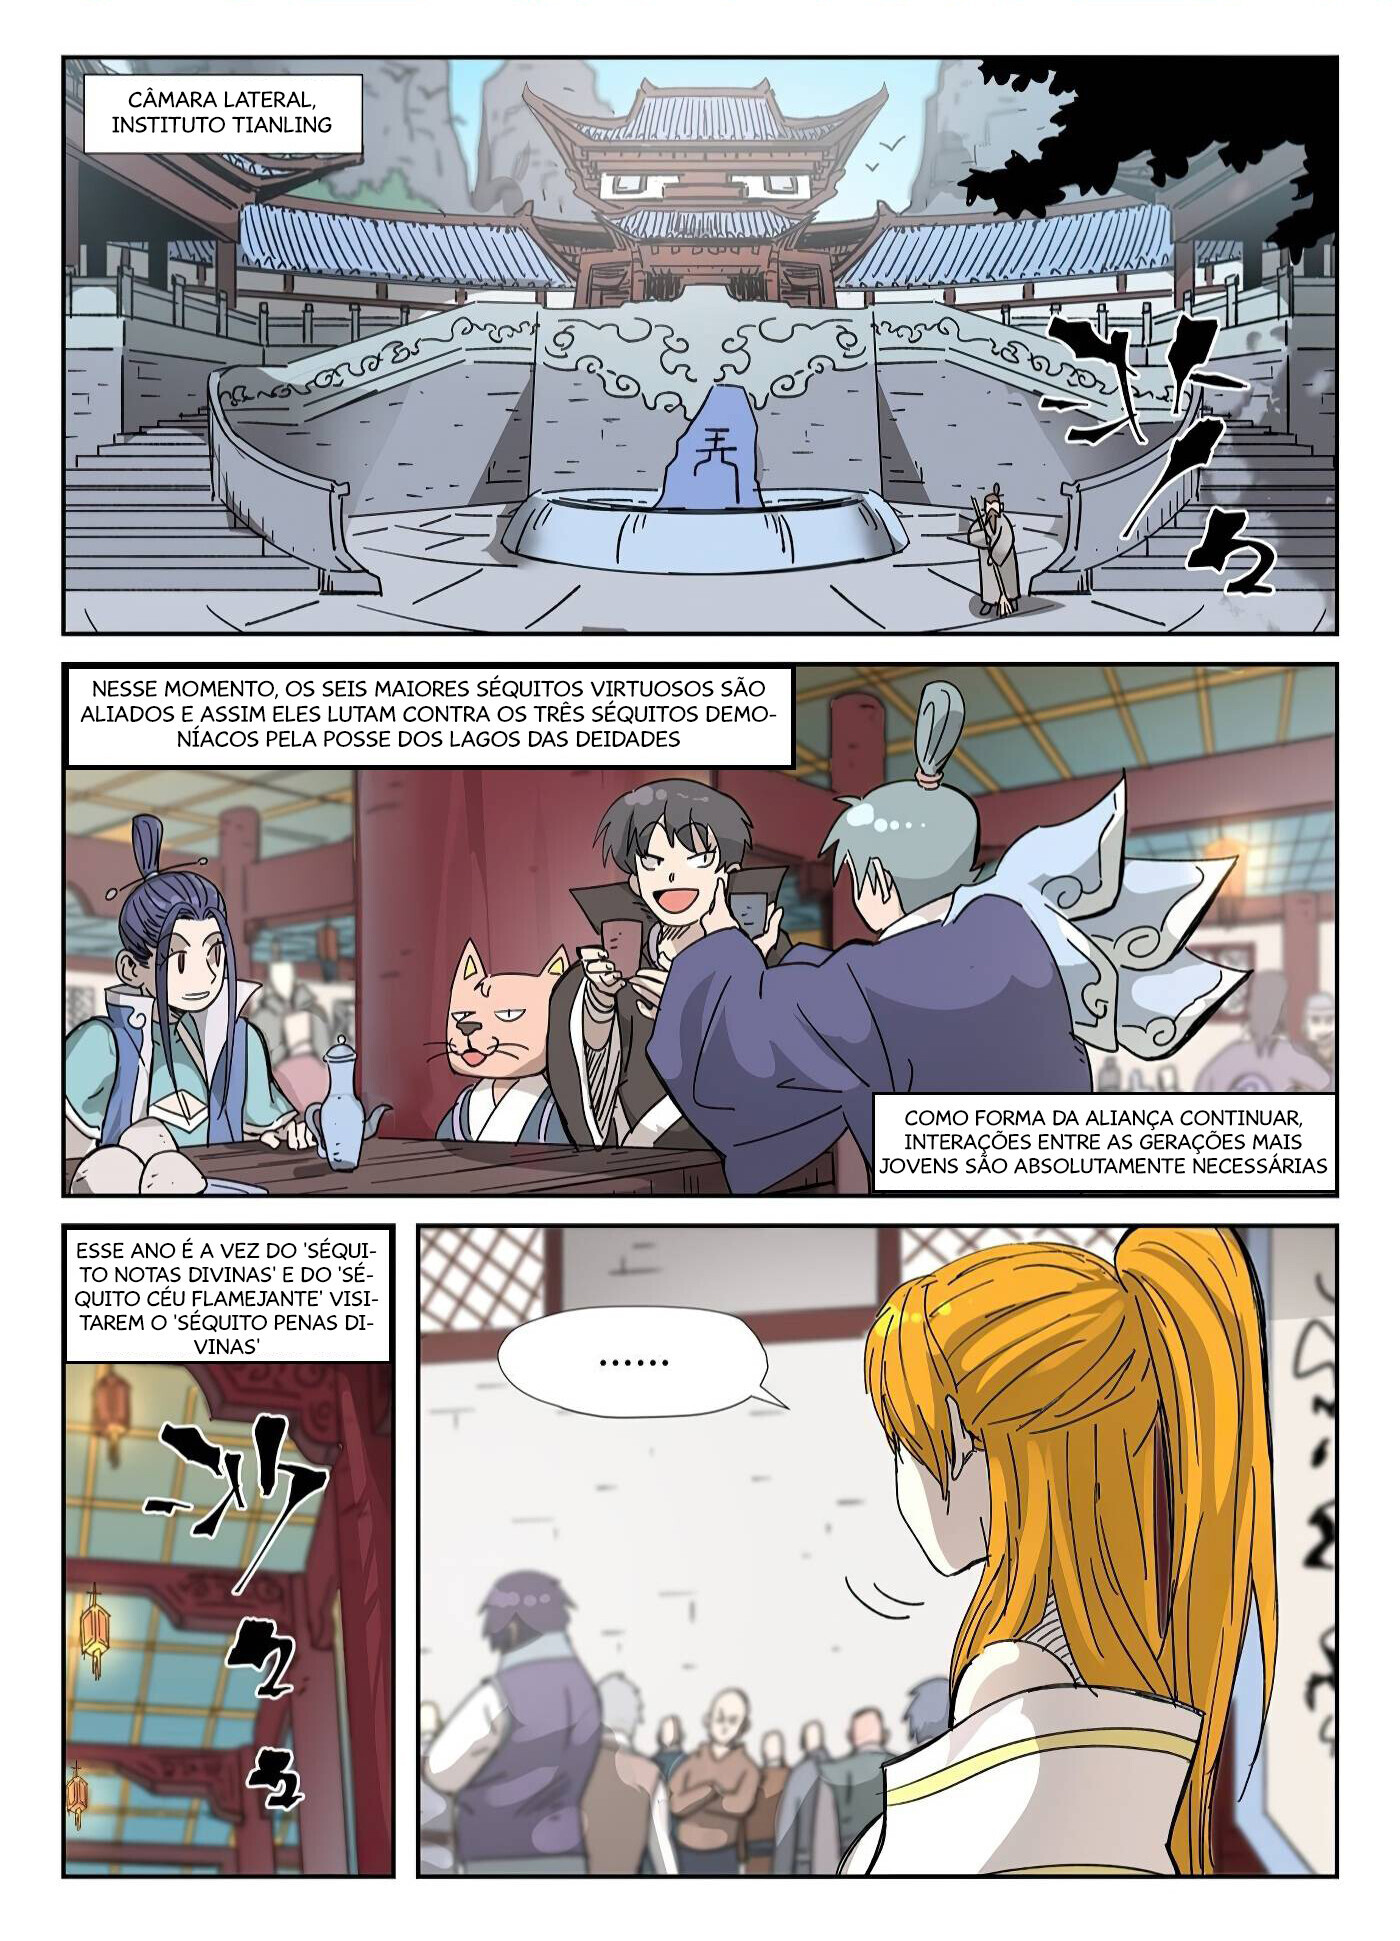 CÂMARA LATERAL,
INSTITUTO TIANLING
NESSE MOMENTO, OS SEIS MAIORES SÉQUITOS VIRTUOSOS SÃO
ALIADOS E ASSIM ELES LUTAM CONTRA OS TRÊS SÉQUITOS DEMO-
NÍACOS PELA POSSE DOS LAGOS DAS DEIDADES
COMO FORMA DA ALIANÇA CONTINUAR,
INTERAÇÕES ENTRE AS GERAÇÕES MAIS
JOVENS SÃO ABSOLUTAMENTE NECESSÁRIAS
ESSE ANO É A VEZ DO 'SÉQUI-
TO NOTAS DIVINAS' E DO 'SÉ-
QUITO CÉU FLAMEJANTE' VISI-
TAREM O 'SÉQUITO PENAS DI-
VINAS'
......